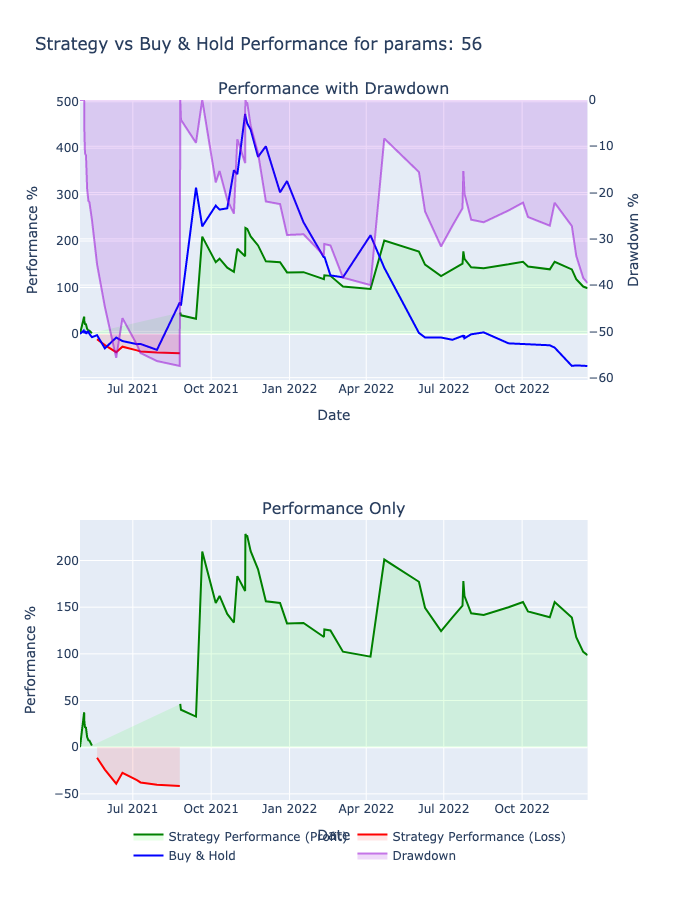 Strategy vs Buy & Hold Performance for params: 56
Performance with Drawdown
500
400
300
200
100
0
Performance %
0
−10
−20
−30
−40
−50
−60
Drawdown %
Jul 2021
Oct 2021
Jan 2022
Apr 2022
Jul 2022
Oct 2022
Date
Performance Only
200
150
100
50
0
−50
Performance %
Jul 2021
Oct 2021
Jan 2022
Apr 2022
Jul 2022
Oct 2022
Date
Strategy Performance (Profit)
Strategy Performance (Loss)
Buy & Hold
Drawdown